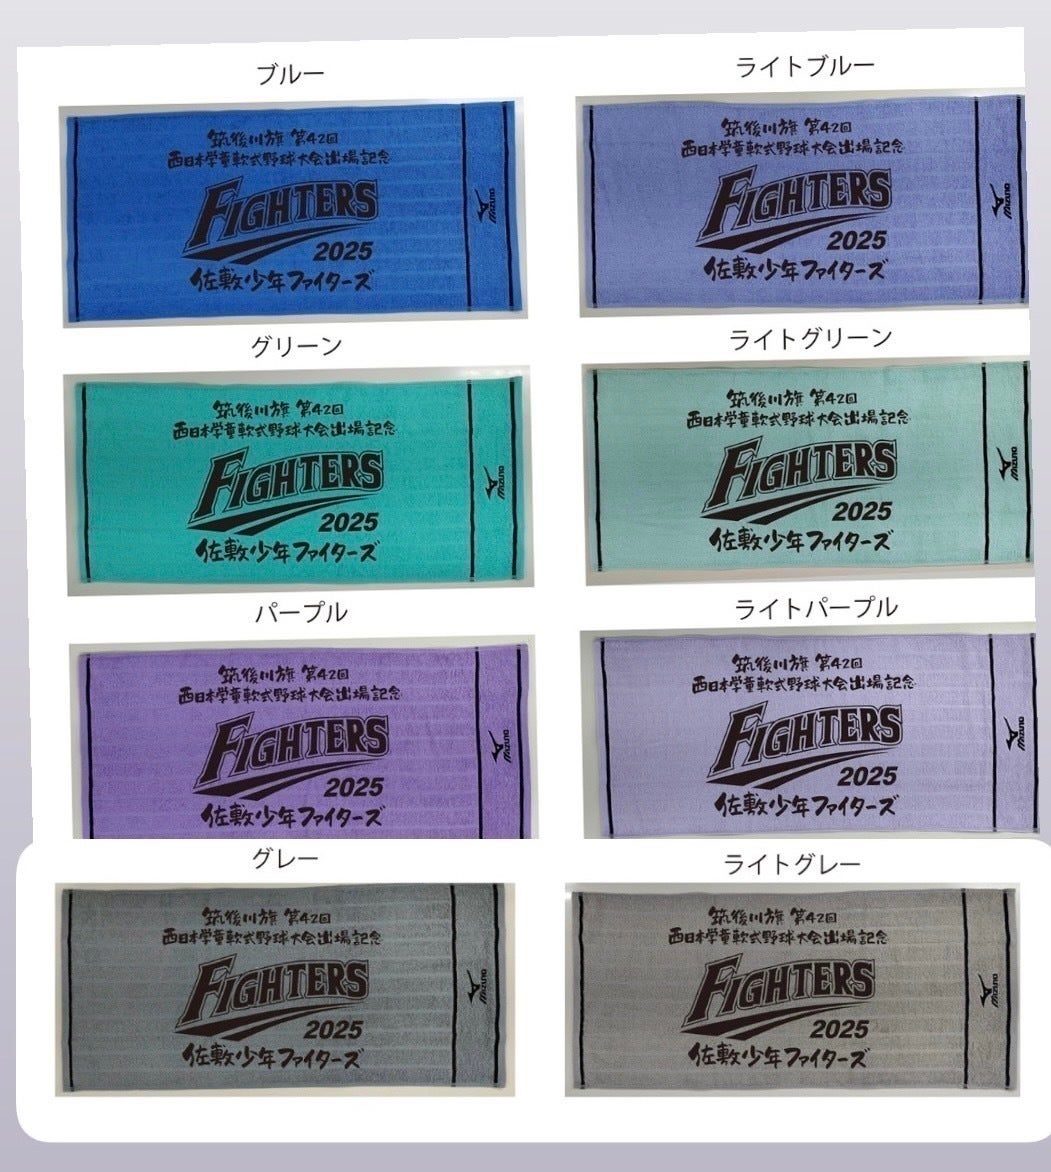 ブルー
筑後川旗 第42回
西日本学童軟式野球大会出場記念
FIGHTERS
2025
佐敷少年ファイターズ
MIZUNO
ライトブルー
筑後川旗 第42回
西日本学童軟式野球大会出場記念
FIGHTERS
2025
佐敷少年ファイターズ
MIZUNO
グリーン
筑後川旗 第42回
西日本学童軟式野球大会出場記念
FIGHTERS
2025
佐敷少年ファイターズ
MIZUNO
ライトグリーン
筑後川旗 第42回
西日本学童軟式野球大会出場記念
FIGHTERS
2025
佐敷少年ファイターズ
MIZUNO
パープル
筑後川旗 第42回
西日本学童軟式野球大会出場記念
FIGHTERS
2025
佐敷少年ファイターズ
MIZUNO
ライトパープル
筑後川旗 第42回
西日本学童軟式野球大会出場記念
FIGHTERS
2025
佐敷少年ファイターズ
MIZUNO
グレー
筑後川旗 第42回
西日本学童軟式野球大会出場記念
FIGHTERS
2025
佐敷少年ファイターズ
MIZUNO
ライトグレー
筑後川旗 第42回
西日本学童軟式野球大会出場記念
FIGHTERS
2025
佐敷少年ファイターズ
MIZUNO